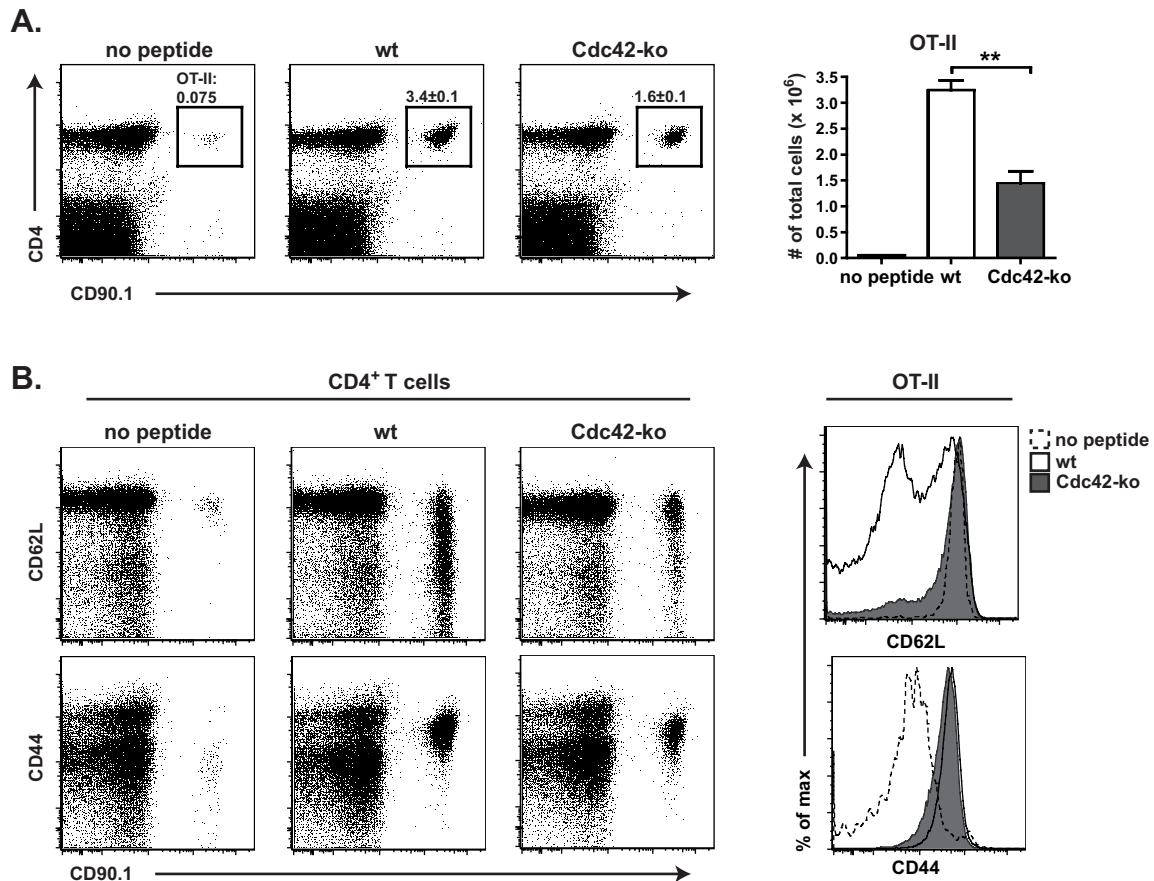 A.
no peptide
wt
Cdc42-ko
OT-II:
0.075
3.4±0.1
1.6±0.1
CD4
CD90.1
OT-II
**
# of total cells (x 10⁶)
3.5
3.0
2.5
2.0
1.5
1.0
0.5
0.0
no peptide wt Cdc42-ko
B.
CD4⁺ T cells
no peptide
wt
Cdc42-ko
CD62L
CD44
CD90.1
OT-II
no peptide
wt
Cdc42-ko
CD62L
% of max
CD44